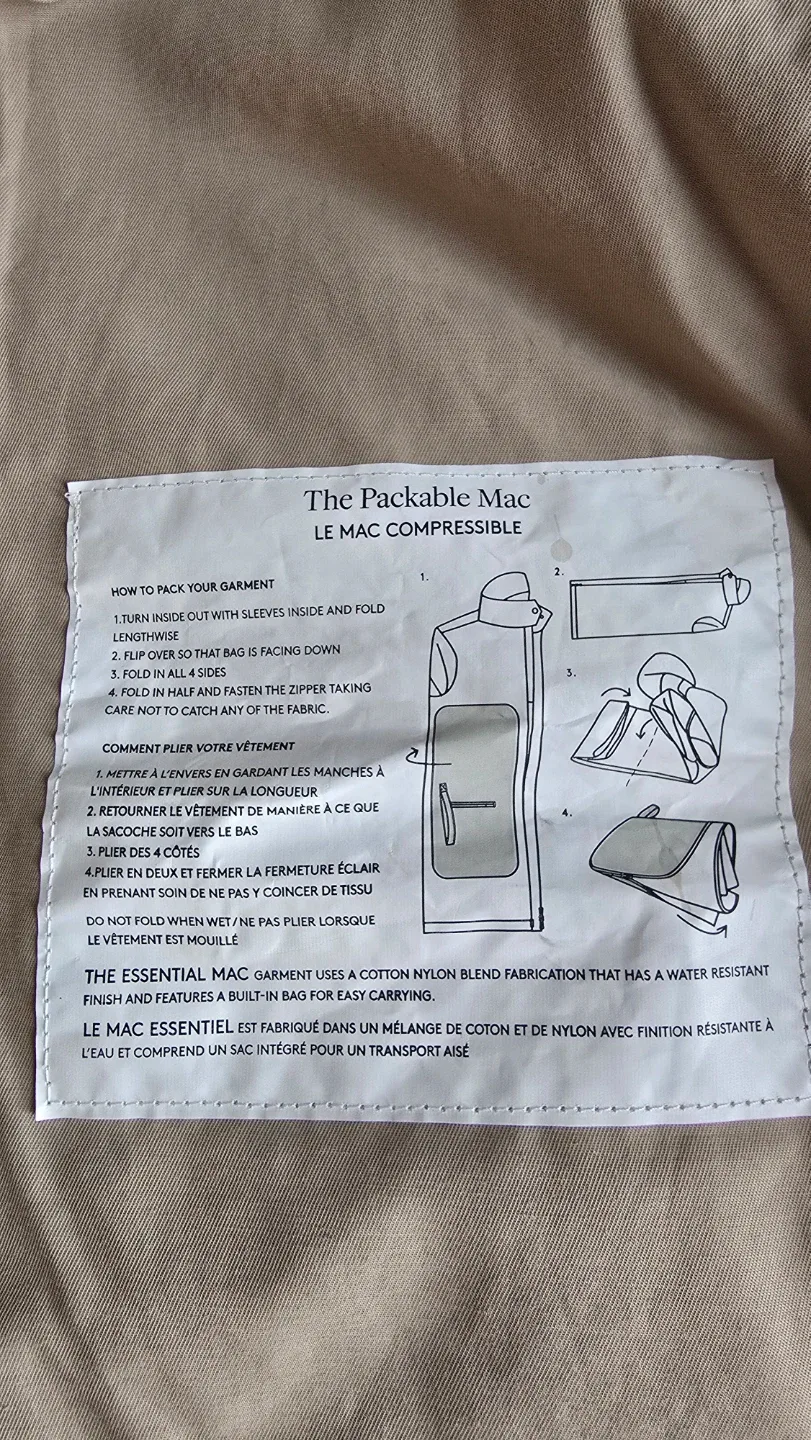 The Packable Mac
LE MAC COMPRESSIBLE
HOW TO PACK YOUR GARMENT
1.TURN INSIDE OUT WITH SLEEVES INSIDE AND FOLD
LENGTHWISE
2. FLIP OVER SO THAT BAG IS FACING DOWN
3. FOLD IN ALL 4 SIDES
4. FOLD IN HALF AND FASTEN THE ZIPPER TAKING
CARE NOT TO CATCH ANY OF THE FABRIC.
COMMENT PLIER VOTRE VÊTEMENT
1. METTRE À L'ENVERS EN GARDANT LES MANCHES À
L'INTÉRIEUR ET PLIER SUR LA LONGUEUR
2. RETOURNER LE VÊTEMENT DE MANIÈRE À CE QUE
LA SACOCHE SOIT VERS LE BAS
3. PLIER DES 4 CÔTÉS
4.PLIER EN DEUX ET FERMER LA FERMETURE ÉCLAIR
EN PRENANT SOIN DE NE PAS Y COINCER DE TISSU
DO NOT FOLD WHEN WET / NE PAS PLIER LORSQUE
LE VÊTEMENT EST MOUILLÉ
1.
2.
3.
4.
THE ESSENTIAL MAC GARMENT USES A COTTON NYLON BLEND FABRICATION THAT HAS A WATER RESISTANT
FINISH AND FEATURES A BUILT-IN BAG FOR EASY CARRYING.
LE MAC ESSENTIEL EST FABRIQUÉ DANS UN MÉLANGE DE COTON ET DE NYLON AVEC FINITION RÉSISTANTE À
L'EAU ET COMPREND UN SAC INTÉGRÉ POUR UN TRANSPORT AISÉ